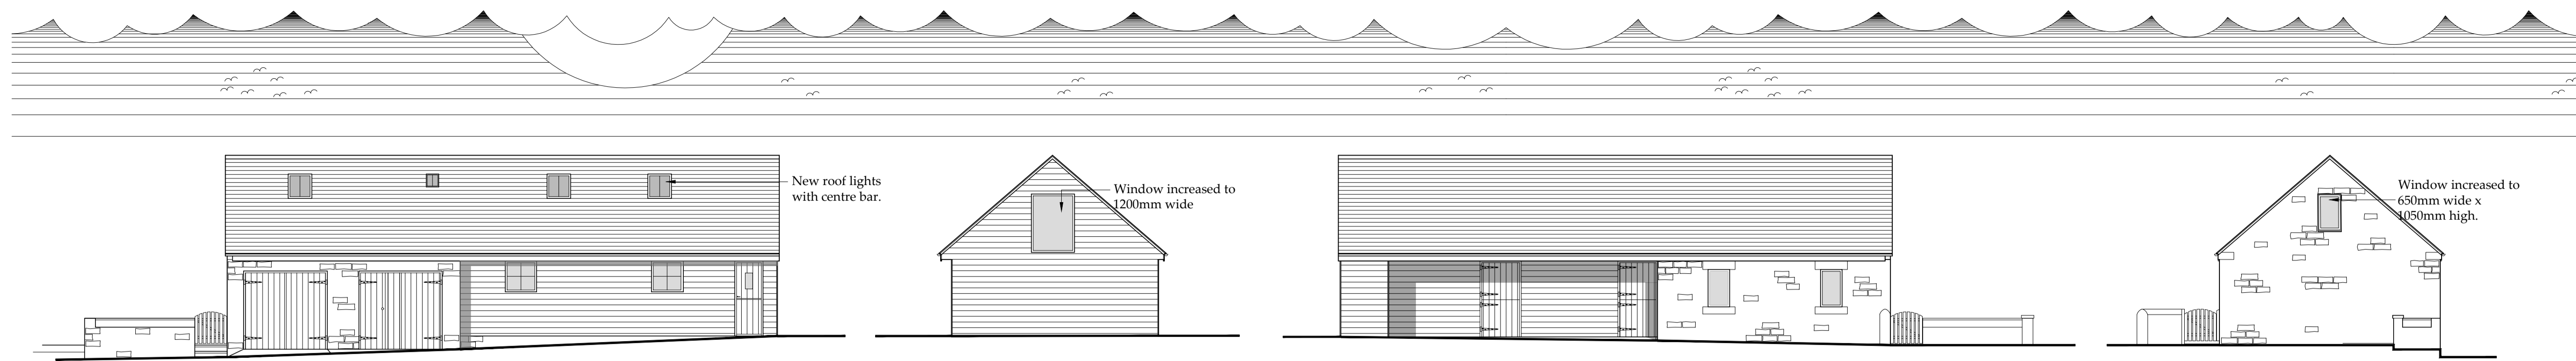 New roof lights
with centre bar.
Window increased to
1200mm wide
Window increased to
650mm wide x
1050mm high.